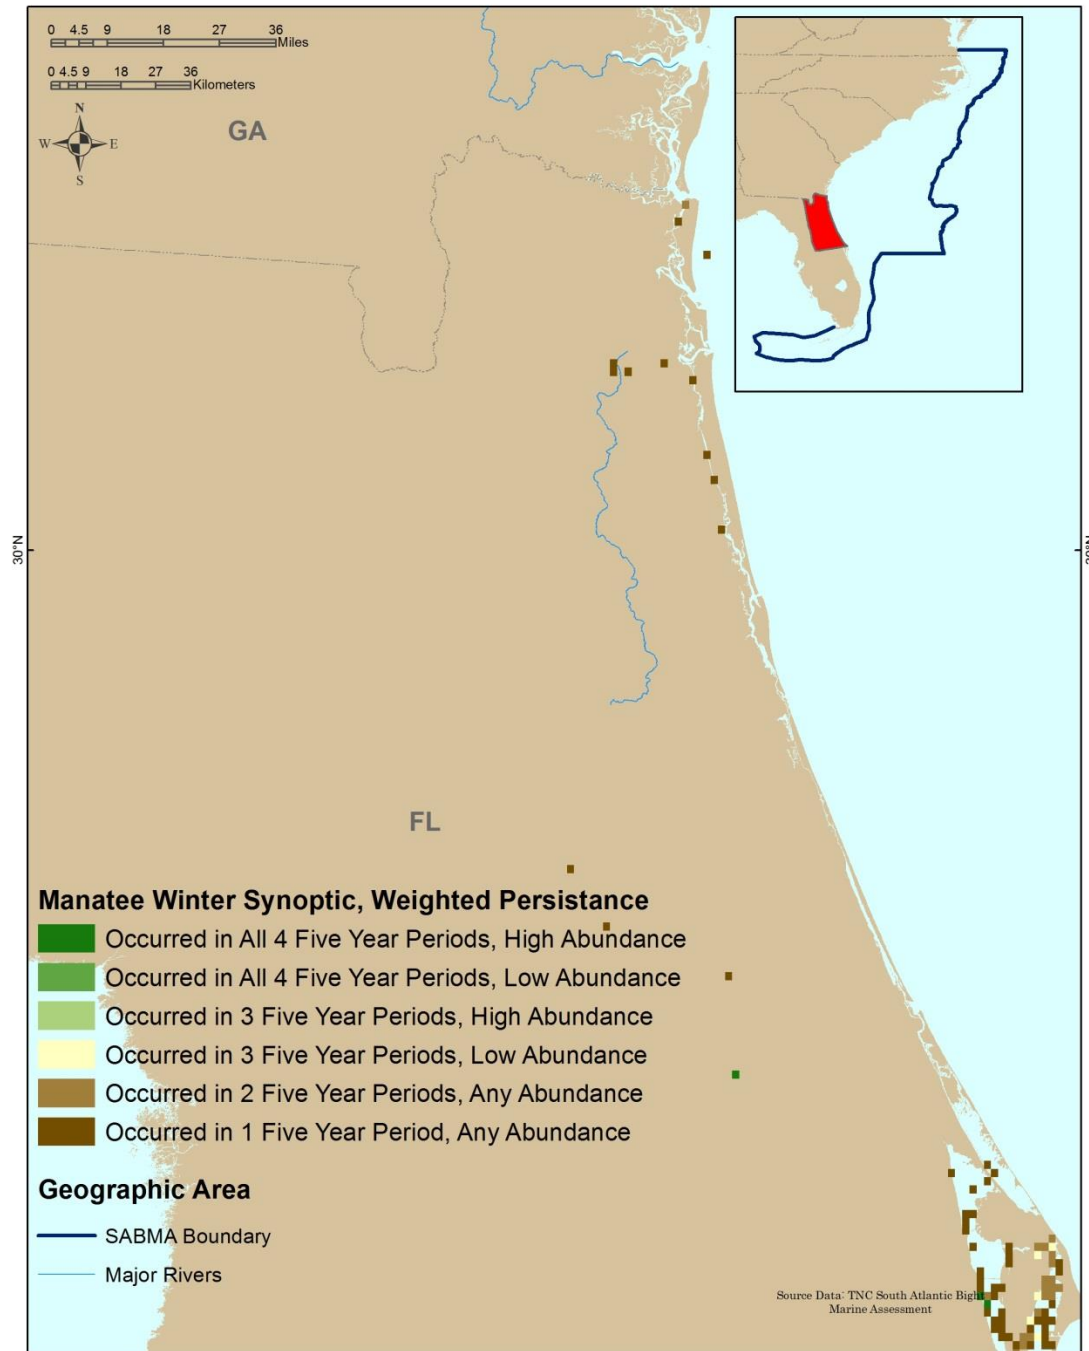 0 4.5 9 18 27 36
Miles
0 4.5 9 18 27 36
Kilometers
N
W E
S
GA
30°N
30°N
FL
Manatee Winter Synoptic, Weighted Persistance
Occurred in All 4 Five Year Periods, High Abundance
Occurred in All 4 Five Year Periods, Low Abundance
Occurred in 3 Five Year Periods, High Abundance
Occurred in 3 Five Year Periods, Low Abundance
Occurred in 2 Five Year Periods, Any Abundance
Occurred in 1 Five Year Period, Any Abundance
Geographic Area
SABMA Boundary
Major Rivers
Source Data: TNC South Atlantic Bight
Marine Assessment